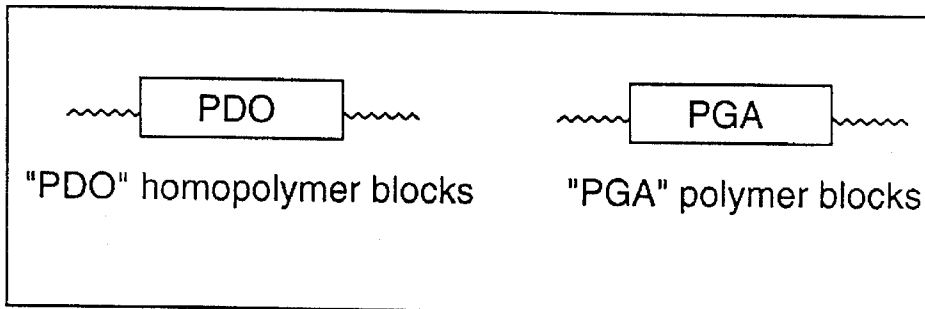 PDO
PGA
"PDO" homopolymer blocks
"PGA" polymer blocks